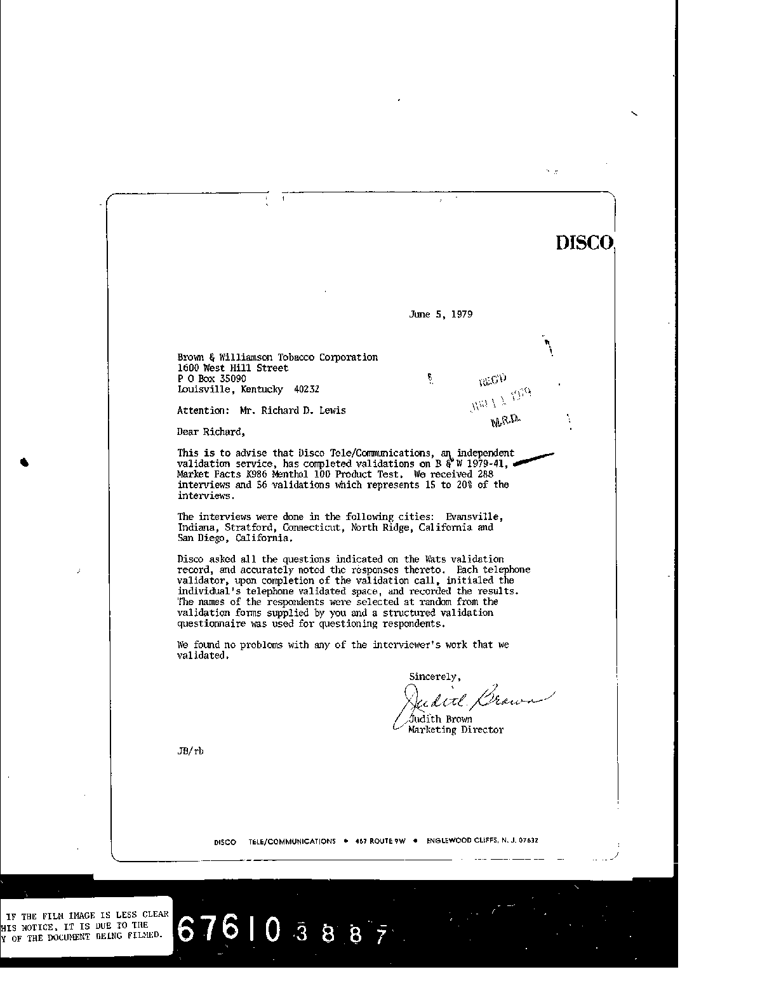 DISCO
June 5, 1979
Brown & Williamson Tobacco Corporation
1600 West Hill Street
P O Box 35090
Louisville, Kentucky 40232
REC'D
Attention: Mr. Richard D. Lewis
M.R.D.
Dear Richard,
This is to advise that Disco Tele/Communications, an independent
validation service, has completed validations on B & W 1979-41,
Market Facts K986 Menthol 100 Product Test. We received 288
interviews and 56 validations which represents 15 to 20% of the
interviews.
The interviews were done in the following cities: Evansville,
Indiana, Stratford, Connecticut, North Ridge, California and
San Diego, California.
Disco asked all the questions indicated on the Wats validation
record, and accurately noted the responses thereto. Each telephone
validator, upon completion of the validation call, initialed the
individual's telephone validated space, and recorded the results.
The names of the respondents were selected at random from the
validation forms supplied by you and a structured validation
questionnaire was used for questioning respondents.
We found no problems with any of the interviewer's work that we
validated.
Sincerely,
Judith Brown
Judith Brown
Marketing Director
JB/rb
DISCO TELE/COMMUNICATIONS • 467 ROUTE 9W • ENGLEWOOD CLIFFS, N. J. 07632
IF THE FILM IMAGE IS LESS CLEAR
HIS NOTICE, IT IS DUE TO THE
Y OF THE DOCUMENT BEING FILMED.
676103887